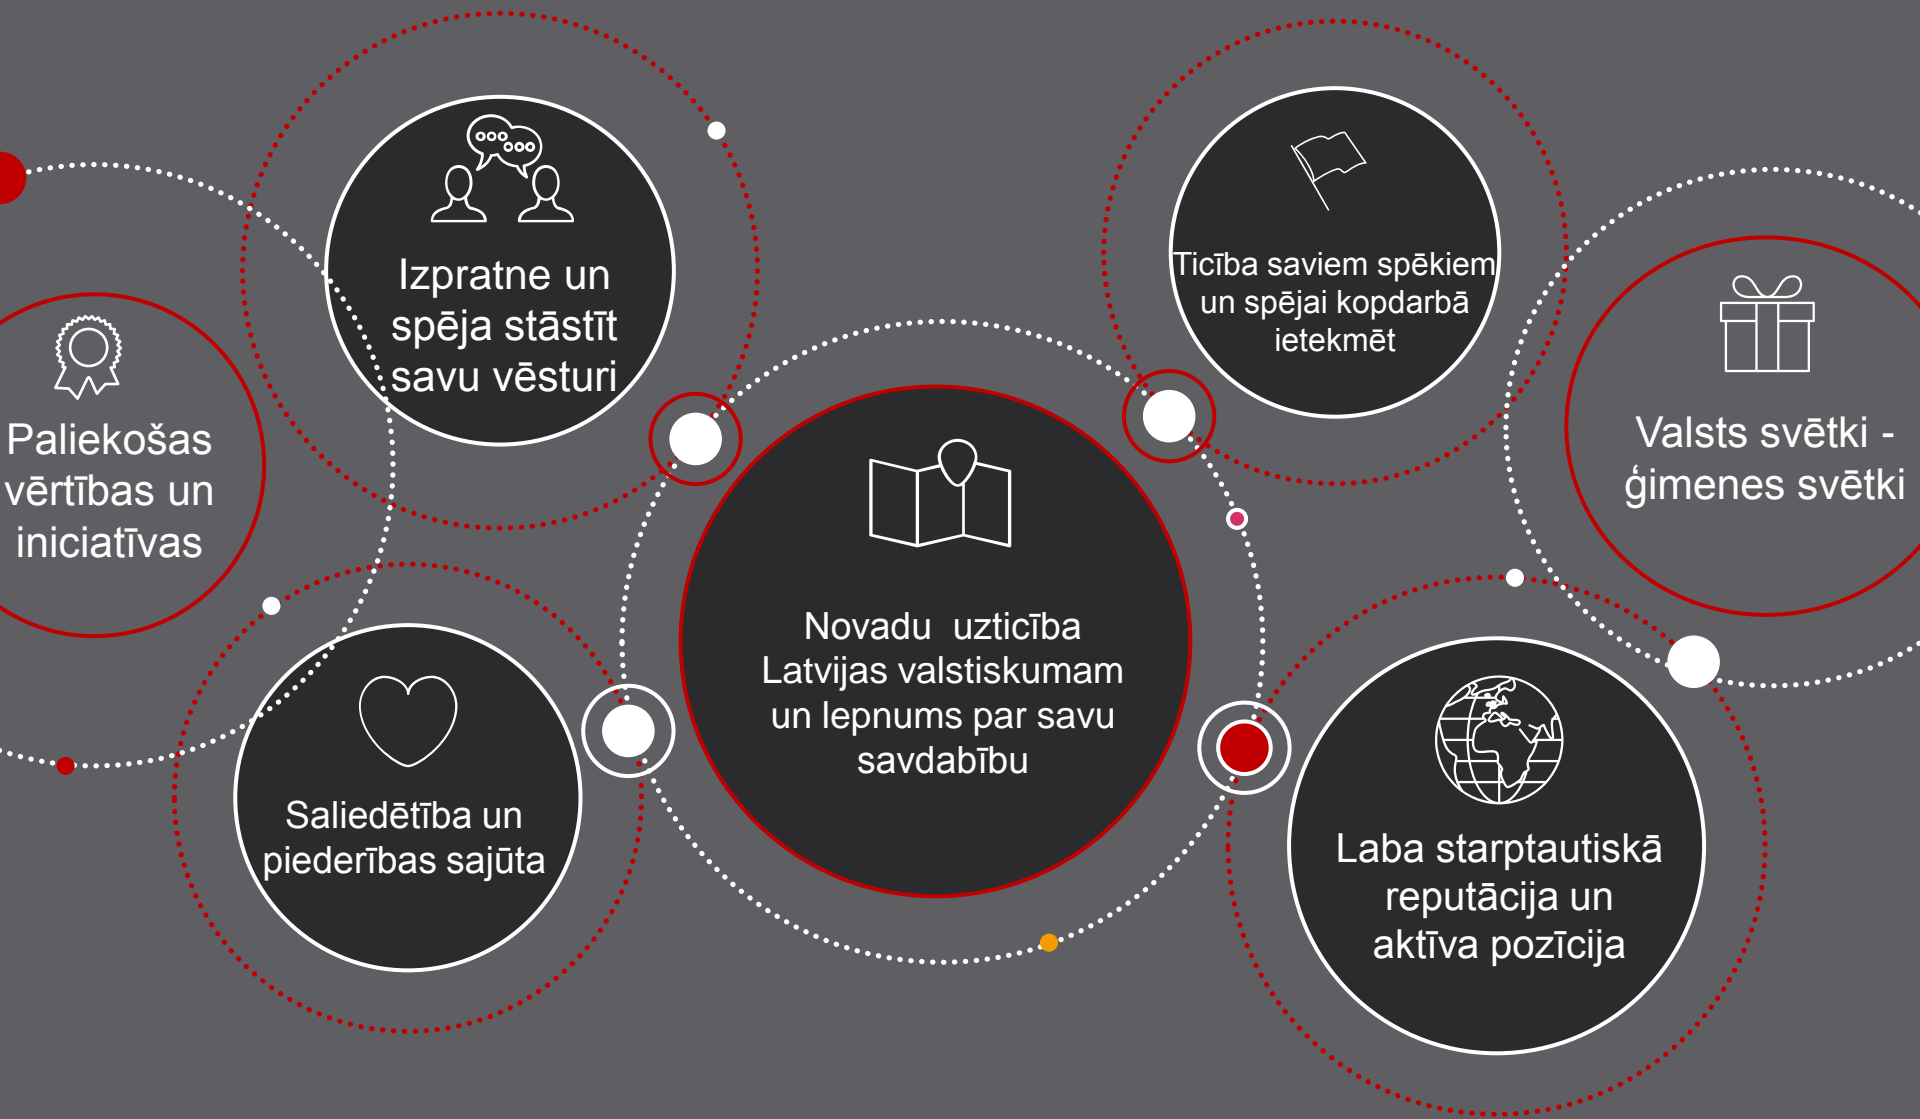 Paliekošas
vērtības un
iniciatīvas
Izpratne un
spēja stāstīt
savu vēsturi
Saliedētība un
piederības sajūta
Novadu  uzticība
Latvijas valstiskumam
un lepnums par savu
savdabību
Ticība saviem spēkiem
un spējai kopdarbā
ietekmēt
Laba starptautiskā
reputācija un
aktīva pozīcija
Valsts svētki -
ģimenes svētki